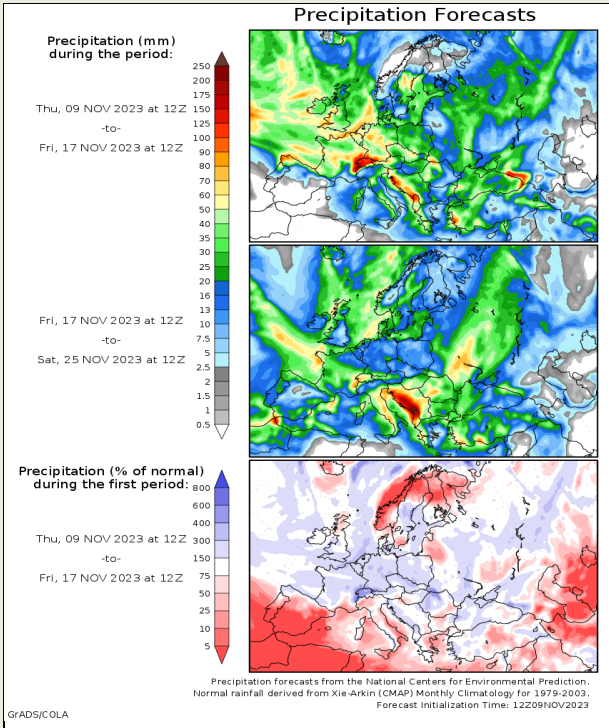 Precipitation Forecasts
Precipitation (mm)
during the period:
250
200
175
150
125
100
90
80
70
60
50
40
35
30
25
20
16
13
10
7.5
5
2.5
2
1.5
1
0.5
Thu, 09 NOV 2023 at 12Z
-to-
Fri, 17 NOV 2023 at 12Z
Fri, 17 NOV 2023 at 12Z
-to-
Sat, 25 NOV 2023 at 12Z
Precipitation (% of normal)
during the first period:
800
600
400
300
150
75
50
25
10
5
Thu, 09 NOV 2023 at 12Z
-to-
Fri, 17 NOV 2023 at 12Z
Precipitation forecasts from the National Centers for Environmental Prediction.
Normal rainfall derived from Xie-Arkin (CMAP) Monthly Climatology for 1979-2003.
Forecast Initialization Time: 12Z09NOV2023
GrADS/COLA